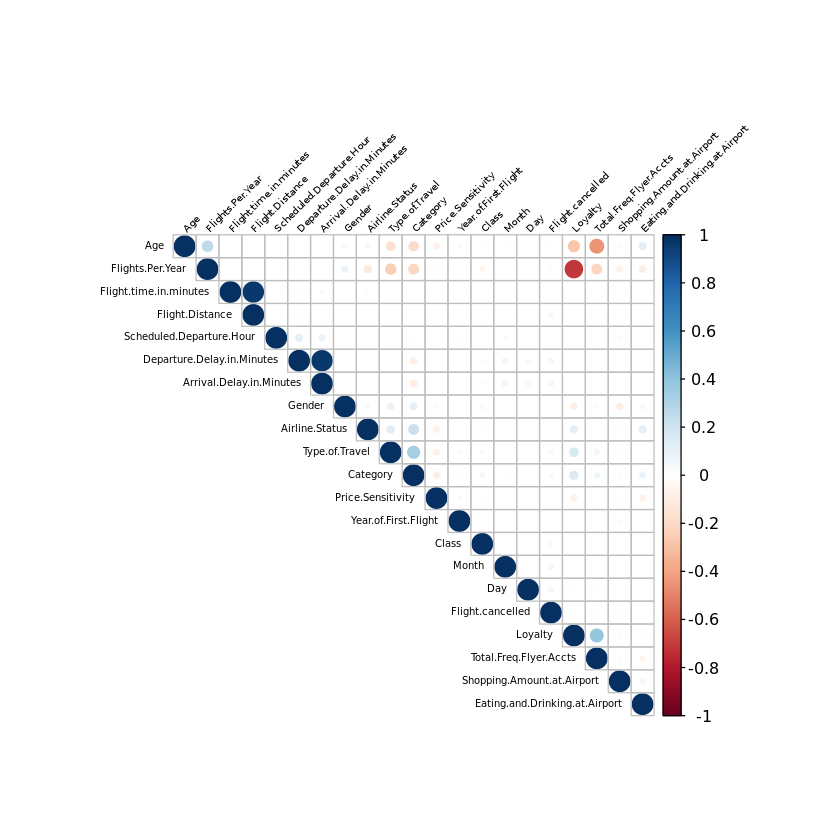 Age
Flights.Per.Year
Flight.time.in.minutes
Flight.Distance
Scheduled.Departure.Hour
Departure.Delay.in.Minutes
Arrival.Delay.in.Minutes
Gender
Airline.Status
Type.of.Travel
Category
Price.Sensitivity
Year.of.First.Flight
Class
Month
Day
Flight.cancelled
Loyalty
Total.Freq.Flyer.Accts
Shopping.Amount.at.Airport
Eating.and.Drinking.at.Airport
Age
Flights.Per.Year
Flight.time.in.minutes
Flight.Distance
Scheduled.Departure.Hour
Departure.Delay.in.Minutes
Arrival.Delay.in.Minutes
Gender
Airline.Status
Type.of.Travel
Category
Price.Sensitivity
Year.of.First.Flight
Class
Month
Day
Flight.cancelled
Loyalty
Total.Freq.Flyer.Accts
Shopping.Amount.at.Airport
Eating.and.Drinking.at.Airport
1
0.8
0.6
0.4
0.2
0
-0.2
-0.4
-0.6
-0.8
-1